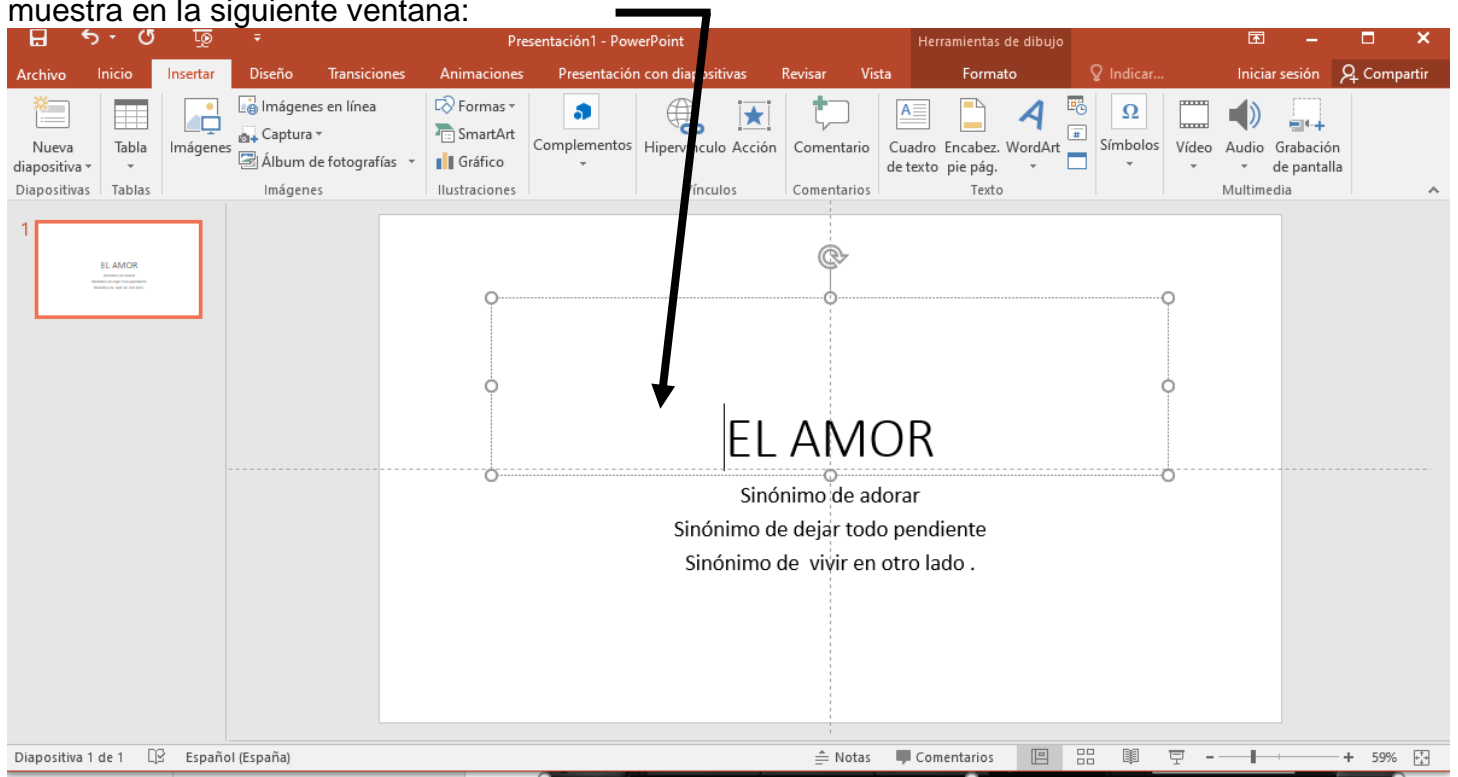 muestra en la siguiente ventana:
Presentación1 - PowerPoint
Herramientas de dibujo
Archivo Inicio Insertar Diseño Transiciones Animaciones Presentación con diapositivas Revisar Vista Formato Indicar... Iniciar sesión Compartir
Imágenes en línea Formas
Captura SmartArt
Nueva Tabla Imágenes Complementos Hipervínculo Acción Comentario Cuadro Encabez. WordArt Símbolos Vídeo Audio Grabación
diapositiva Álbum de fotografías Gráfico de texto pie pág. de pantalla
Diapositivas Tablas Imágenes Ilustraciones Vínculos Comentarios Texto Multimedia
1
EL AMOR
EL AMOR
Sinónimo de adorar
Sinónimo de dejar todo pendiente
Sinónimo de vivir en otro lado .
Diapositiva 1 de 1 Español (España) Notas Comentarios 59%